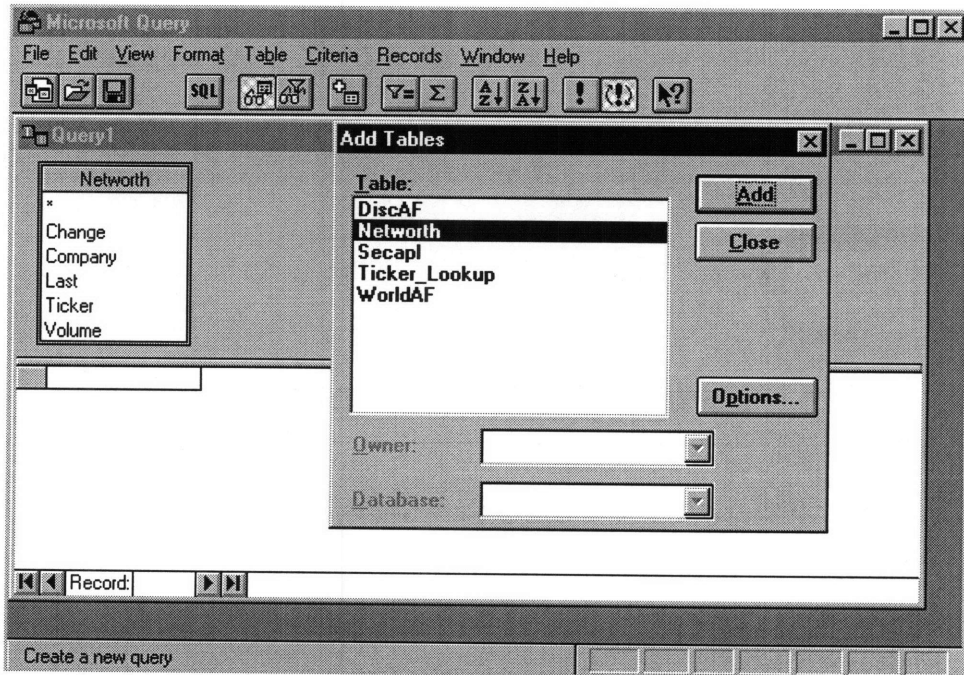 Microsoft Query
File Edit View Format Table Criteria Records Window Help
SQL
Query1
Networth
*
Change
Company
Last
Ticker
Volume
Add Tables
Table:
DiscAF
Networth
Secapl
Ticker_Lookup
WorldAF
Add
Close
Options...
Owner:
Database:
Record:
Create a new query